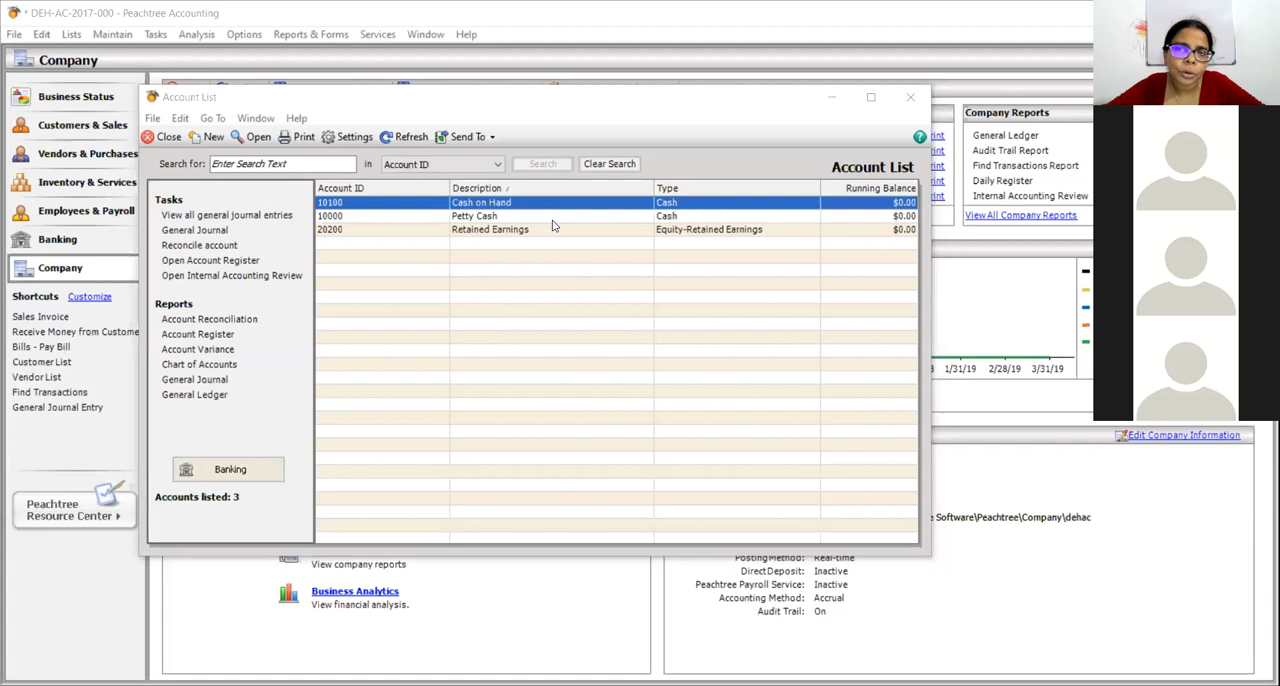 * DEH-AC-2017-000 - Peachtree Accounting
File Edit Lists Maintain Tasks Analysis Options Reports & Forms Services Window Help
Company
Business Status
Customers & Sales
Vendors & Purchases
Inventory & Services
Employees & Payroll
Banking
Company
Shortcuts Customize
Sales Invoice
Receive Money from Custome
Bills - Pay Bill
Customer List
Vendor List
Find Transactions
General Journal Entry
Peachtree
Resource Center
Account List
File Edit Go To Window Help
Close New Open Print Settings Refresh Send To
Search for: Enter Search Text in Account ID Search Clear Search Account List
Tasks
View all general journal entries
General Journal
Reconcile account
Open Account Register
Open Internal Accounting Review
Reports
Account Reconciliation
Account Register
Account Variance
Chart of Accounts
General Journal
General Ledger
Banking
Accounts listed: 3
Account ID Description / Type Running Balance
10100 Cash on Hand Cash $0.00
10000 Petty Cash Cash $0.00
20200 Retained Earnings Equity-Retained Earnings $0.00
Company Reports
rint General Ledger
rint Audit Trail Report
rint Find Transactions Report
rint Daily Register
rint Internal Accounting Review
View All Company Reports
1/31/19 2/28/19 3/31/19
Edit Company Information
e Software\Peachtree\Company\dehac
View company reports
Business Analytics
View financial analysis.
Posting Method: Real-time
Direct Deposit: Inactive
Peachtree Payroll Service: Inactive
Accounting Method: Accrual
Audit Trail: On